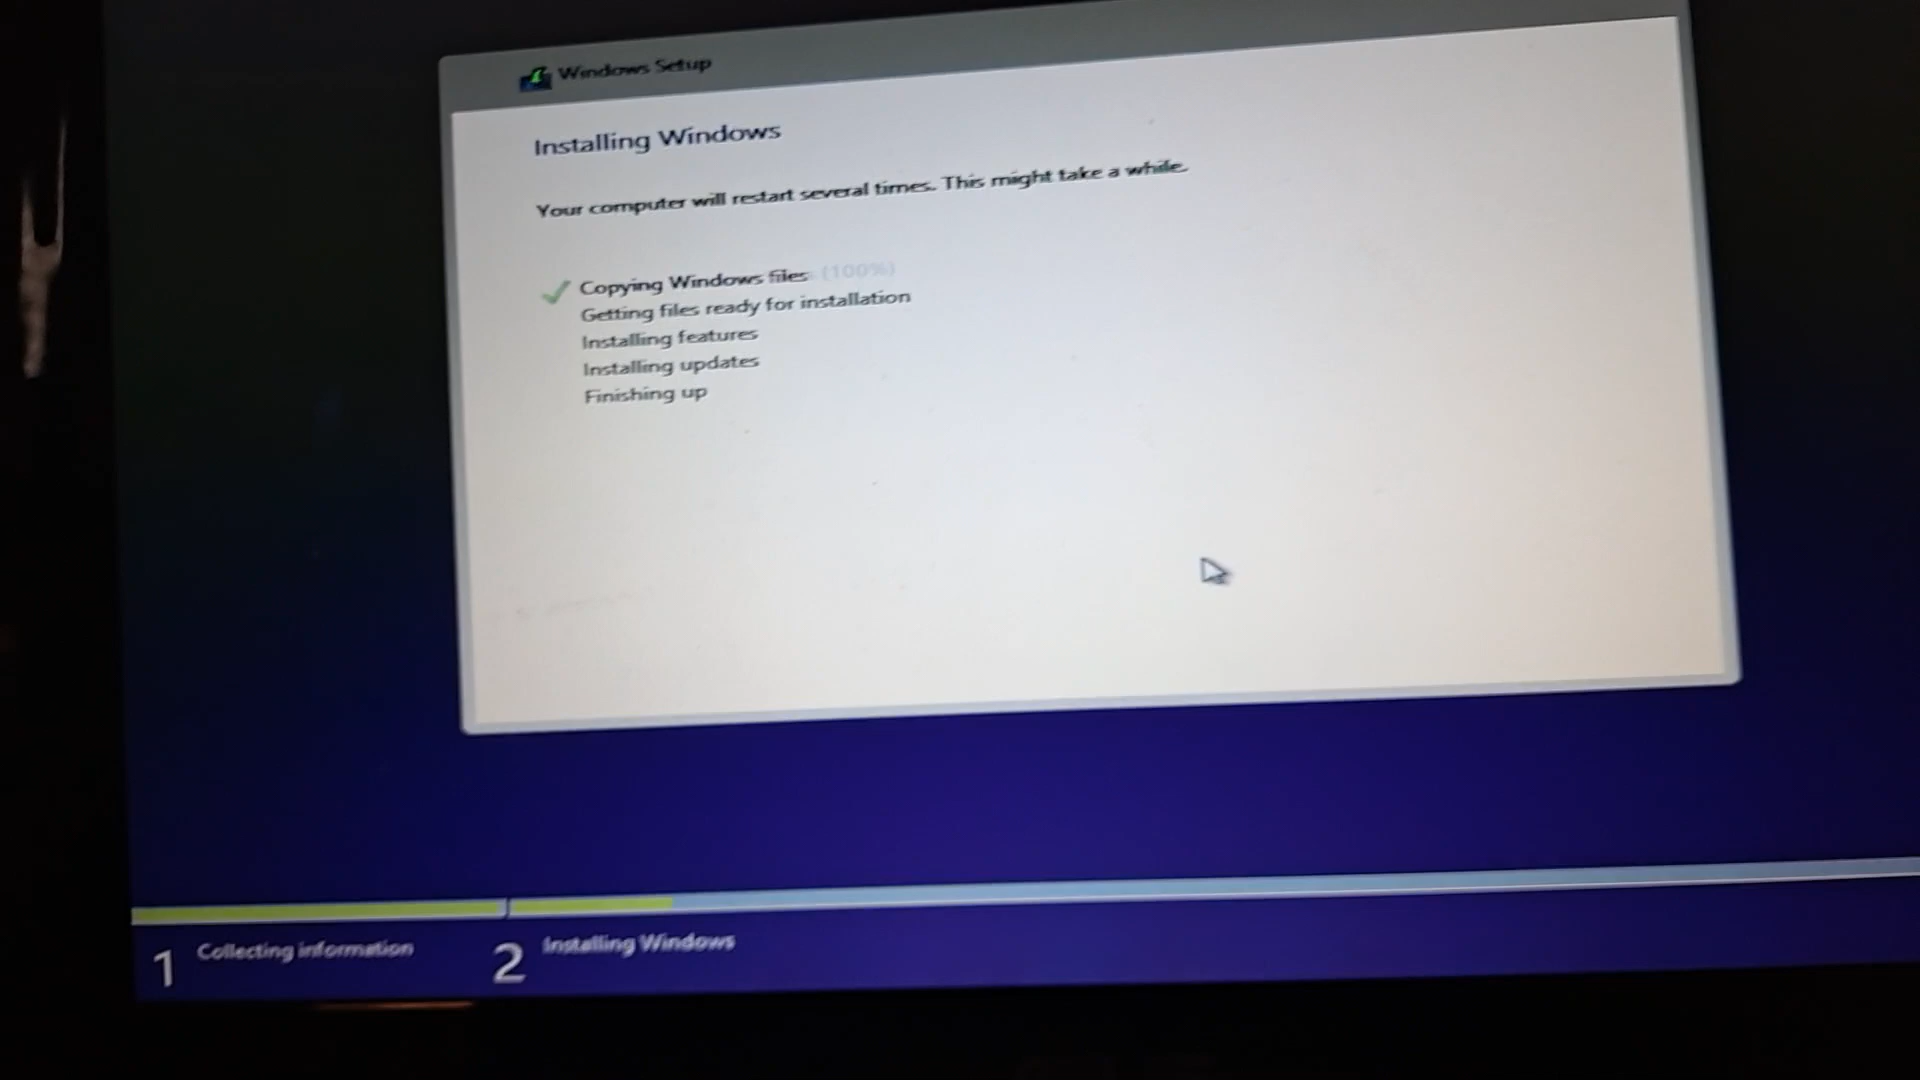 Windows Setup
Installing Windows
Your computer will restart several times. This might take a while.
Copying Windows files (100%)
Getting files ready for installation
Installing features
Installing updates
Finishing up
1 Collecting information
2 Installing Windows